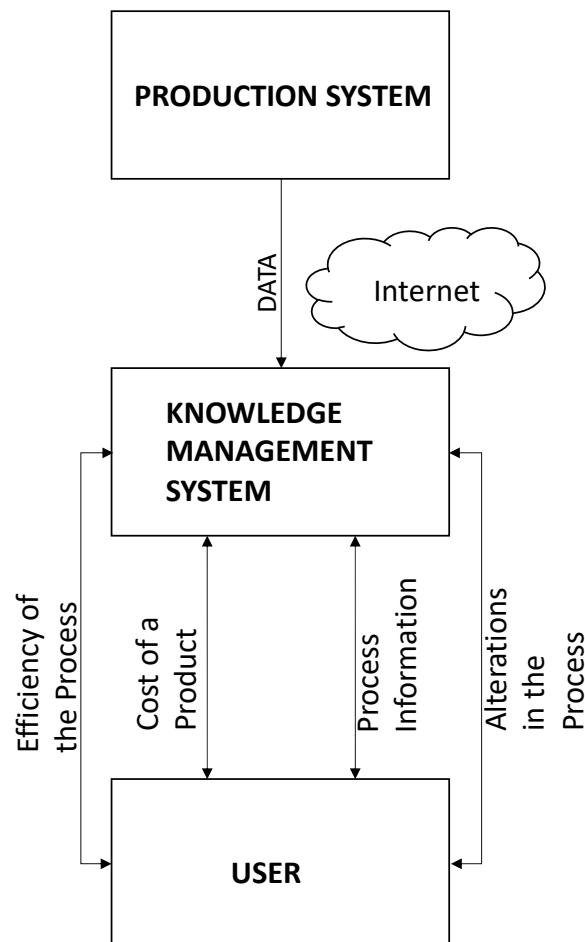 PRODUCTION SYSTEM
DATA
Internet
KNOWLEDGE
MANAGEMENT
SYSTEM
Efficiency of
the Process
Cost of a
Product
Process
Information
Alterations
in the
Process
USER